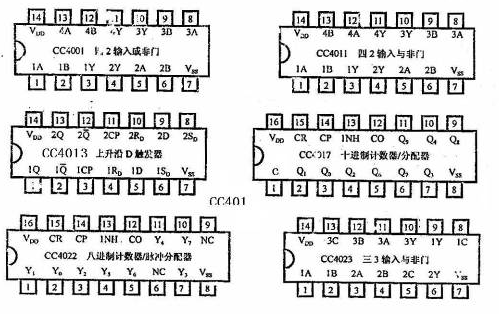 14 13 12 11 10 9 8
VDD 4A 4B 4Y 3Y 3B 3A
CC4001 四2输入或非门
1A 1B 1Y 2Y 2A 2B VSS
1 2 3 4 5 6 7
14 13 12 11 10 9 8
VDD 4B 4A 4Y 3Y 3B 3A
CC4011 四2输入与非门
1A 1B 1Y 2Y 2A 2B VSS
1 2 3 4 5 6 7
14 13 12 11 10 9 8
VDD 2Q 2Q̅ 2CP 2RD 2D 2SD
CC4013 上升沿D触发器
1Q 1Q̅ 1CP 1RD 1D 1SD VSS
1 2 3 4 5 6 7
16 15 14 13 12 11 10 9
VDD CR CP INH CO Q9 Q4 Q8
CC4017 十进制计数器/分配器
Q1 Q0 Q2 Q6 Q7 Q3 VSS
1 2 3 4 5 6 7 8
CC401
16 15 14 13 12 11 10 9
VDD CR CP INH CO Y4 Y7 NC
CC4022 八进制计数器/脉冲分配器
Y1 Y0 Y2 Y5 Y6 NC Y3 VSS
1 2 3 4 5 6 7 8
14 13 12 11 10 9 8
VDD 3C 3B 3A 3Y 1Y 1C
CC4023 三3输入与非门
1A 1B 2A 2B 2C 2Y VSS
1 2 3 4 5 6 7